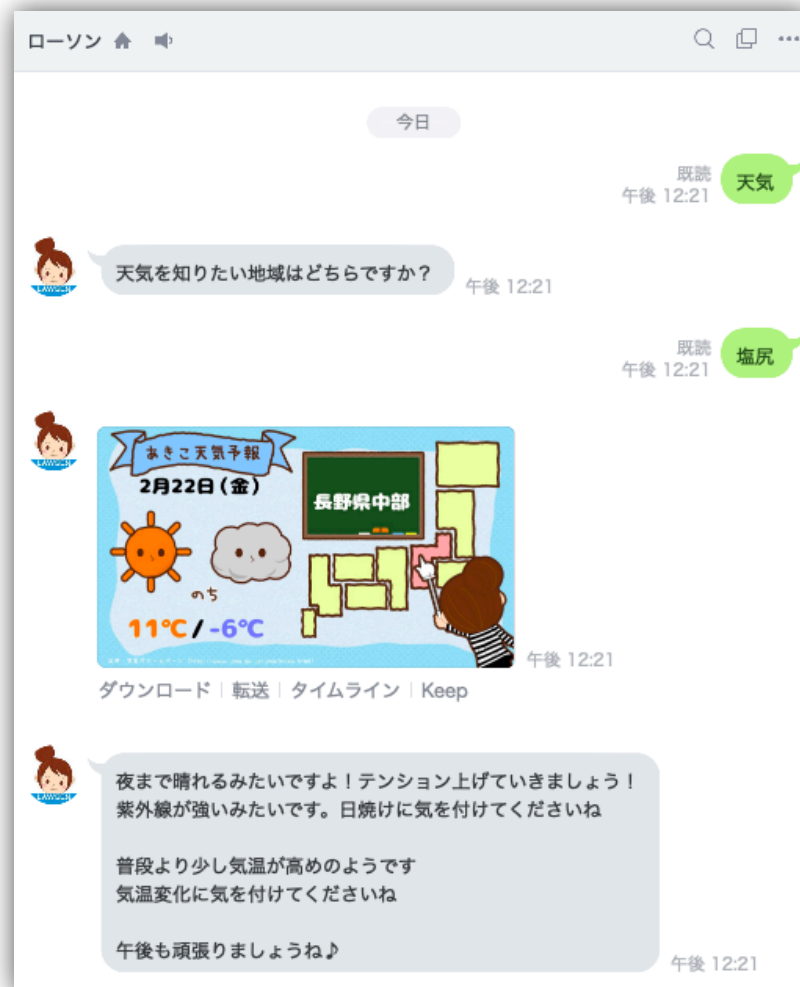 ローソン
今日
既読
午後 12:21
天気
LAWSON
天気を知りたい地域はどちらですか？
午後 12:21
既読
午後 12:21
塩尻
LAWSON
あきこ天気予報
2月22日(金)
長野県中部
のち
11℃/-6℃
午後 12:21
ダウンロード | 転送 | タイムライン | Keep
LAWSON
夜まで晴れるみたいですよ！テンション上げていきましょう！
紫外線が強いみたいです。日焼けに気を付けてくださいね
普段より少し気温が高めのようです
気温変化に気を付けてくださいね
午後も頑張りましょうね♪
午後 12:21